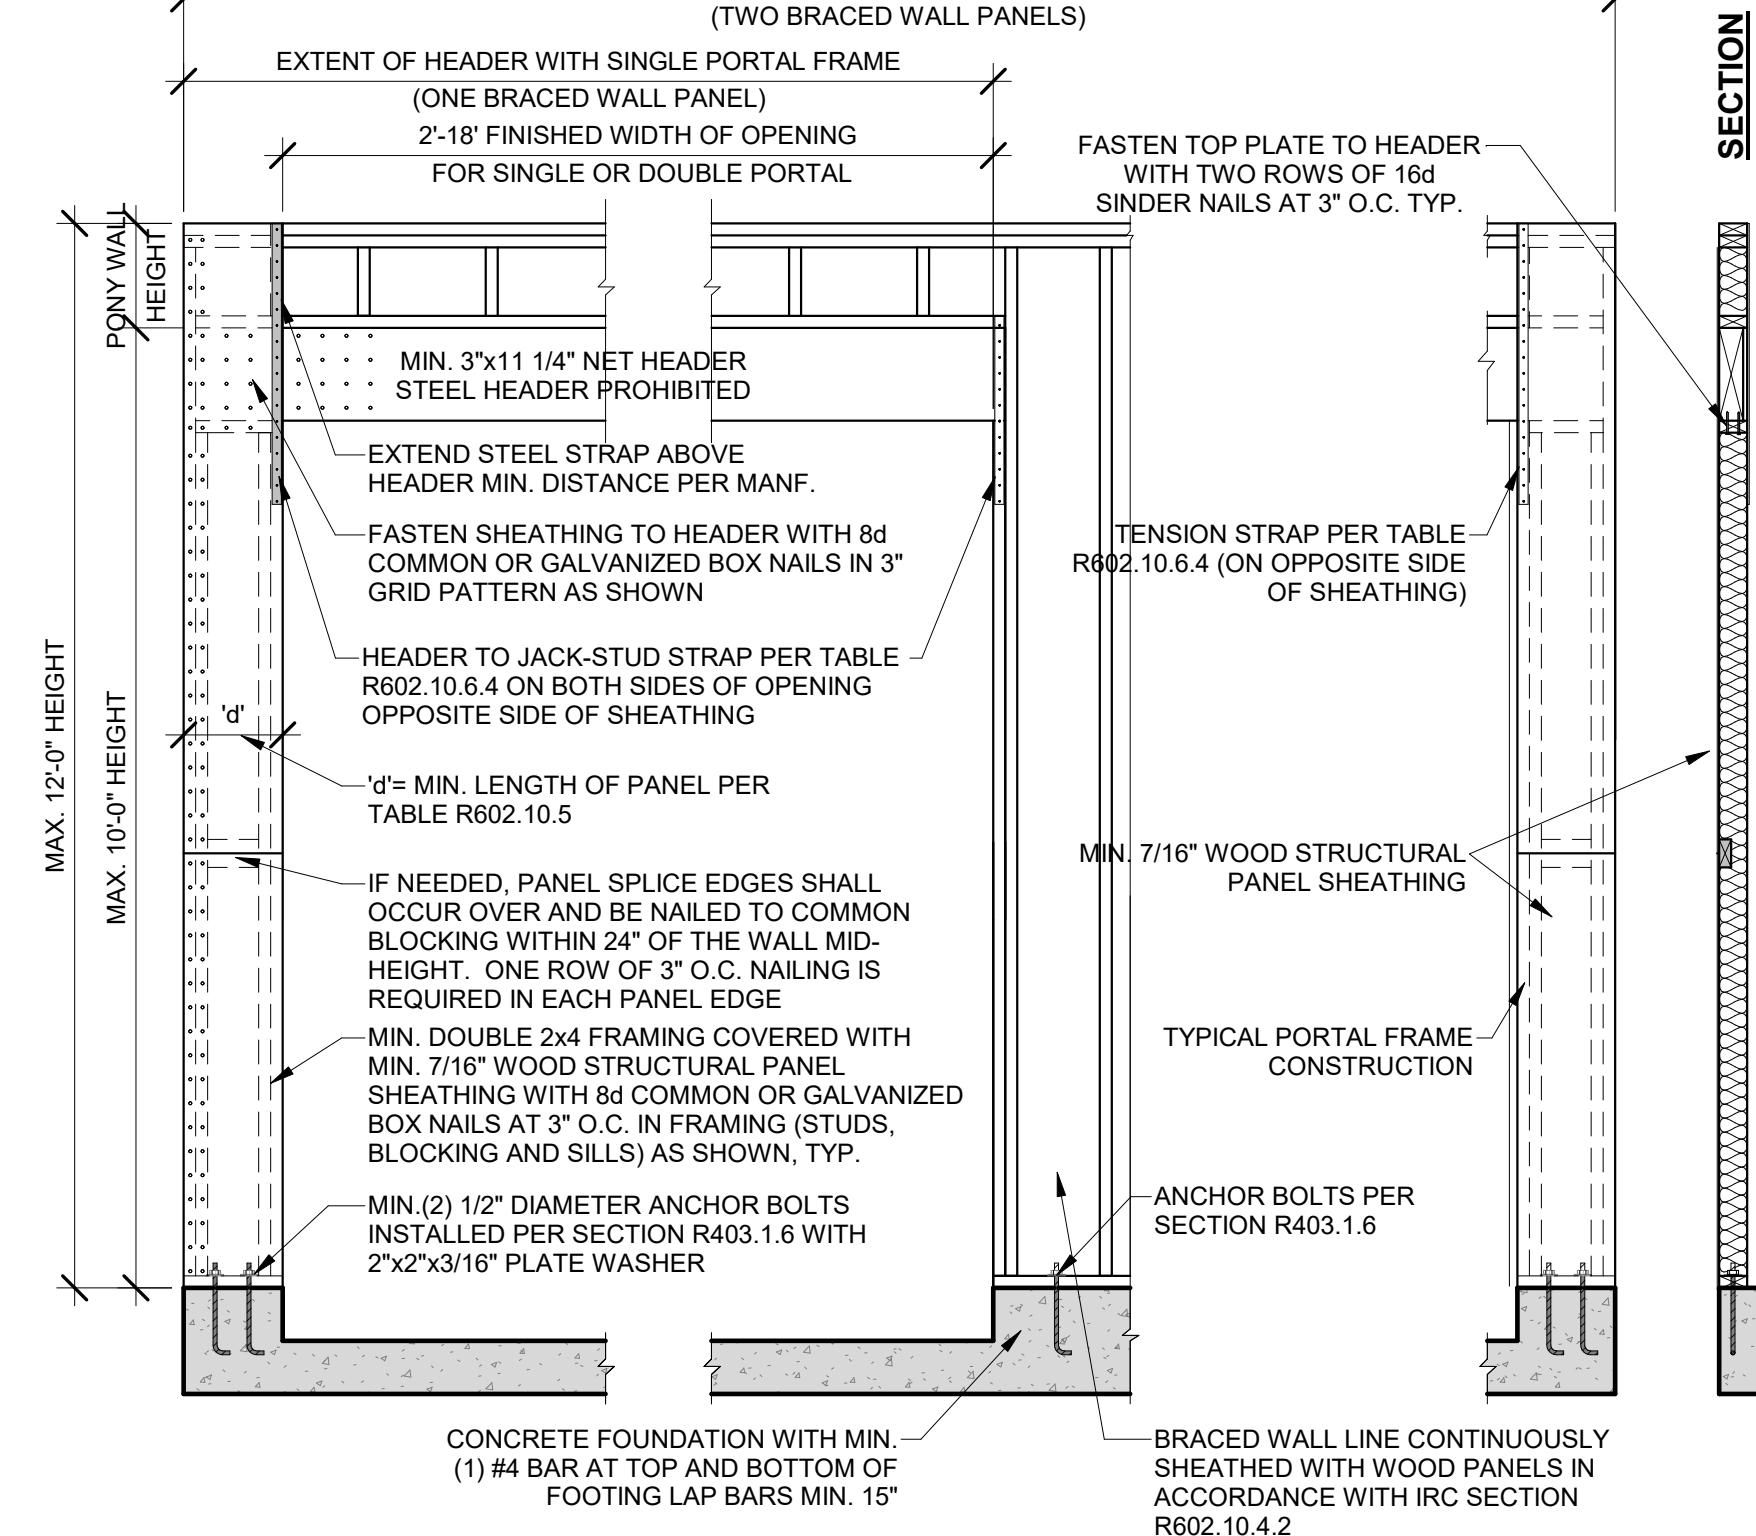 (TWO BRACED WALL PANELS)
SECTION
EXTENT OF HEADER WITH SINGLE PORTAL FRAME
(ONE BRACED WALL PANEL)
2'-18' FINISHED WIDTH OF OPENING
FOR SINGLE OR DOUBLE PORTAL
FASTEN TOP PLATE TO HEADER
WITH TWO ROWS OF 16d
SINDER NAILS AT 3" O.C. TYP.
PONY WALL
HEIGHT
MIN. 3"x11 1/4" NET HEADER
STEEL HEADER PROHIBITED
EXTEND STEEL STRAP ABOVE
HEADER MIN. DISTANCE PER MANF.
FASTEN SHEATHING TO HEADER WITH 8d
COMMON OR GALVANIZED BOX NAILS IN 3"
GRID PATTERN AS SHOWN
TENSION STRAP PER TABLE
R602.10.6.4 (ON OPPOSITE SIDE
OF SHEATHING)
HEADER TO JACK-STUD STRAP PER TABLE
R602.10.6.4 ON BOTH SIDES OF OPENING
OPPOSITE SIDE OF SHEATHING
MAX. 12'-0" HEIGHT
MAX. 10'-0" HEIGHT
'd'
'd'= MIN. LENGTH OF PANEL PER
TABLE R602.10.5
MIN. 7/16" WOOD STRUCTURAL
PANEL SHEATHING
IF NEEDED, PANEL SPLICE EDGES SHALL
OCCUR OVER AND BE NAILED TO COMMON
BLOCKING WITHIN 24" OF THE WALL MID-
HEIGHT. ONE ROW OF 3" O.C. NAILING IS
REQUIRED IN EACH PANEL EDGE
MIN. DOUBLE 2x4 FRAMING COVERED WITH
MIN. 7/16" WOOD STRUCTURAL PANEL
SHEATHING WITH 8d COMMON OR GALVANIZED
BOX NAILS AT 3" O.C. IN FRAMING (STUDS,
BLOCKING AND SILLS) AS SHOWN, TYP.
TYPICAL PORTAL FRAME
CONSTRUCTION
MIN.(2) 1/2" DIAMETER ANCHOR BOLTS
INSTALLED PER SECTION R403.1.6 WITH
2"x2"x3/16" PLATE WASHER
ANCHOR BOLTS PER
SECTION R403.1.6
CONCRETE FOUNDATION WITH MIN.
(1) #4 BAR AT TOP AND BOTTOM OF
FOOTING LAP BARS MIN. 15"
BRACED WALL LINE CONTINUOUSLY
SHEATHED WITH WOOD PANELS IN
ACCORDANCE WITH IRC SECTION
R602.10.4.2